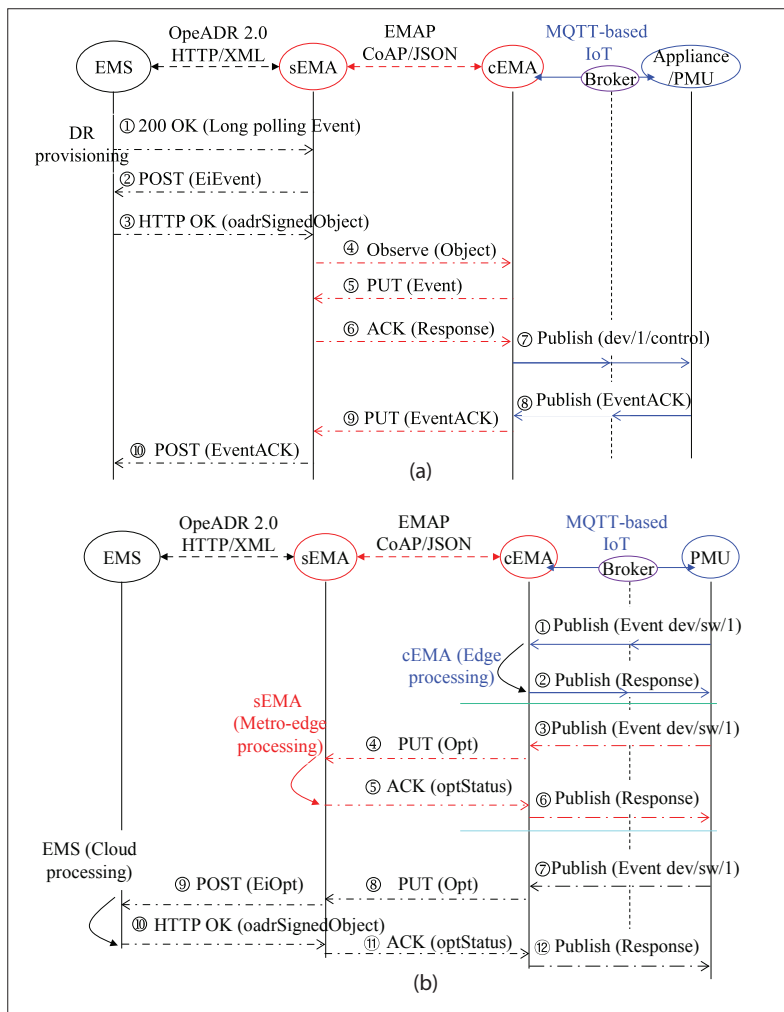 OpeADR 2.0
HTTP/XML
EMAP
CoAP/JSON
MQTT-based
IoT
EMS
sEMA
cEMA
Broker
Appliance
/PMU
DR
provisioning
① 200 OK (Long polling Event)
② POST (EiEvent)
③ HTTP OK (oadrSignedObject)
④ Observe (Object)
⑤ PUT (Event)
⑥ ACK (Response)
⑦ Publish (dev/1/control)
⑧ Publish (EventACK)
⑨ PUT (EventACK)
⑩ POST (EventACK)
(a)
OpeADR 2.0
HTTP/XML
EMAP
CoAP/JSON
MQTT-based
IoT
EMS
sEMA
cEMA
Broker
PMU
① Publish (Event dev/sw/1)
cEMA (Edge
processing)
② Publish (Response)
sEMA
(Metro-edge
processing)
③Publish (Event dev/sw/1)
④ PUT (Opt)
⑤ ACK (optStatus)
⑥ Publish (Response)
EMS (Cloud
processing)
⑦ Publish (Event dev/sw/1)
⑧ PUT (Opt)
⑨ POST (EiOpt)
⑩ HTTP OK (oadrSignedObject)
⑪ ACK (optStatus)
⑫ Publish (Response)
(b)